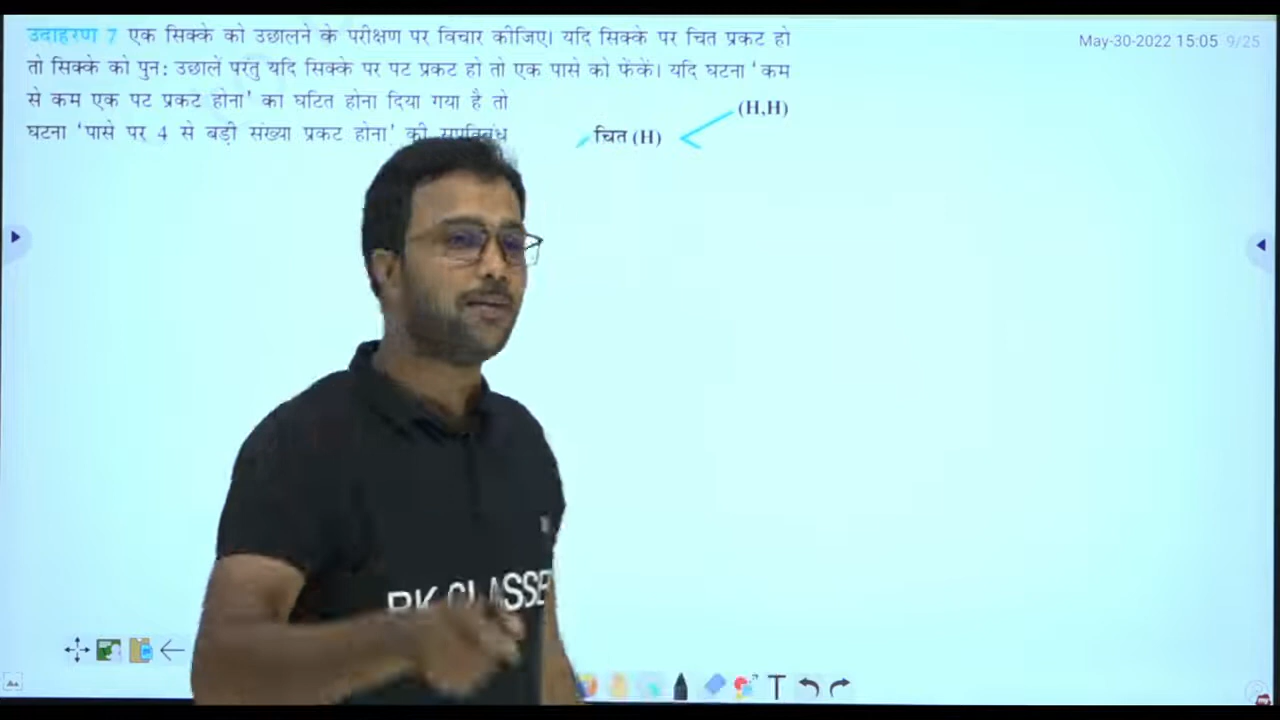 उदाहरण 7 एक सिक्के को उछालने के परीक्षण पर विचार कीजिए। यदि सिक्के पर चित प्रकट हो
तो सिक्के को पुन: उछालें परंतु यदि सिक्के पर पट प्रकट हो तो एक पासे को फेंकें। यदि घटना 'कम
से कम एक पट प्रकट होना' का घटित होना दिया गया है तो
घटना 'पासे पर 4 से बड़ी संख्या प्रकट होना' की
May-30-2022 15:05 9/25
(H,H)
चित (H)
CLASSE
T